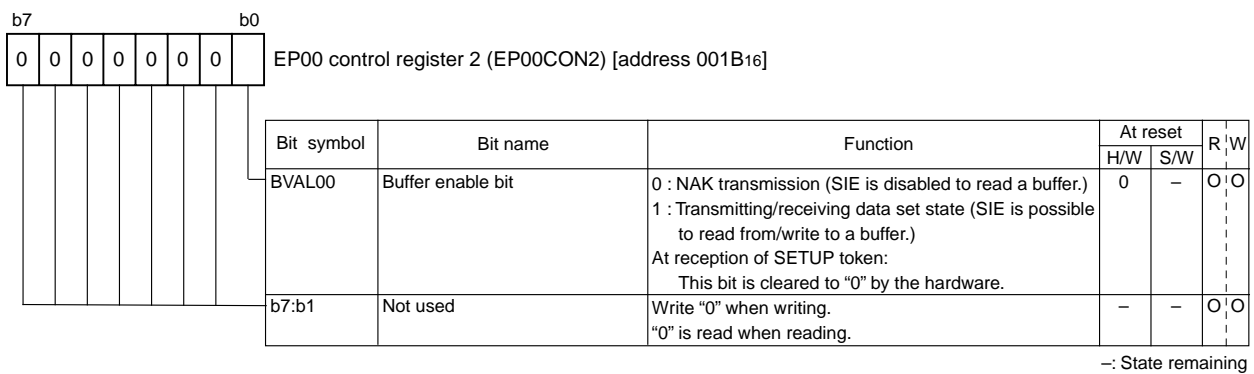 b7 b0
0 0 0 0 0 0 0 EP00 control register 2 (EP00CON2) [address 001B16]
Bit symbol Bit name Function At reset R W
H/W S/W
BVAL00 Buffer enable bit 0 : NAK transmission (SIE is disabled to read a buffer.) 0 – O O
1 : Transmitting/receiving data set state (SIE is possible
to read from/write to a buffer.)
At reception of SETUP token:
This bit is cleared to “0” by the hardware.
b7:b1 Not used Write “0” when writing. – – O O
“0” is read when reading.
–: State remaining